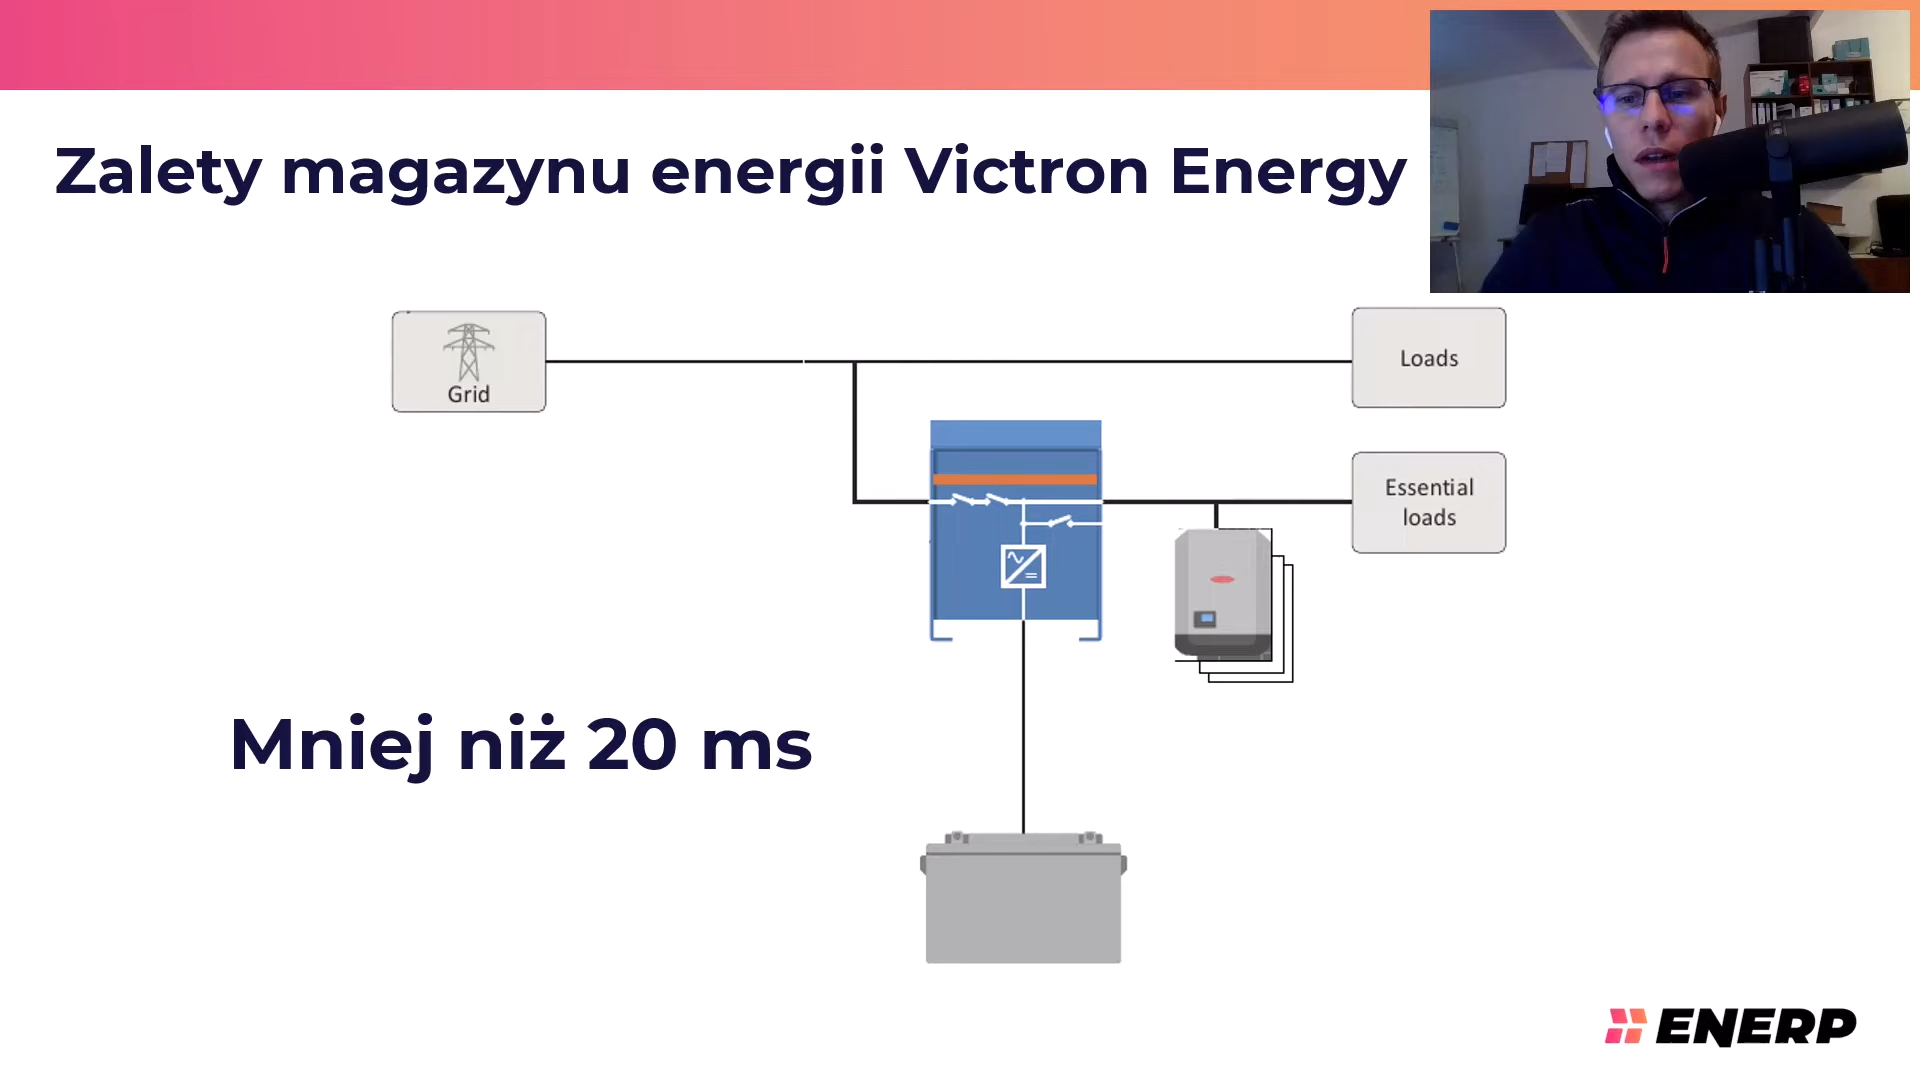 Zalety magazynu energii Victron Energy
Grid
Loads
Essential
loads
Mniej niż 20 ms
ENERP